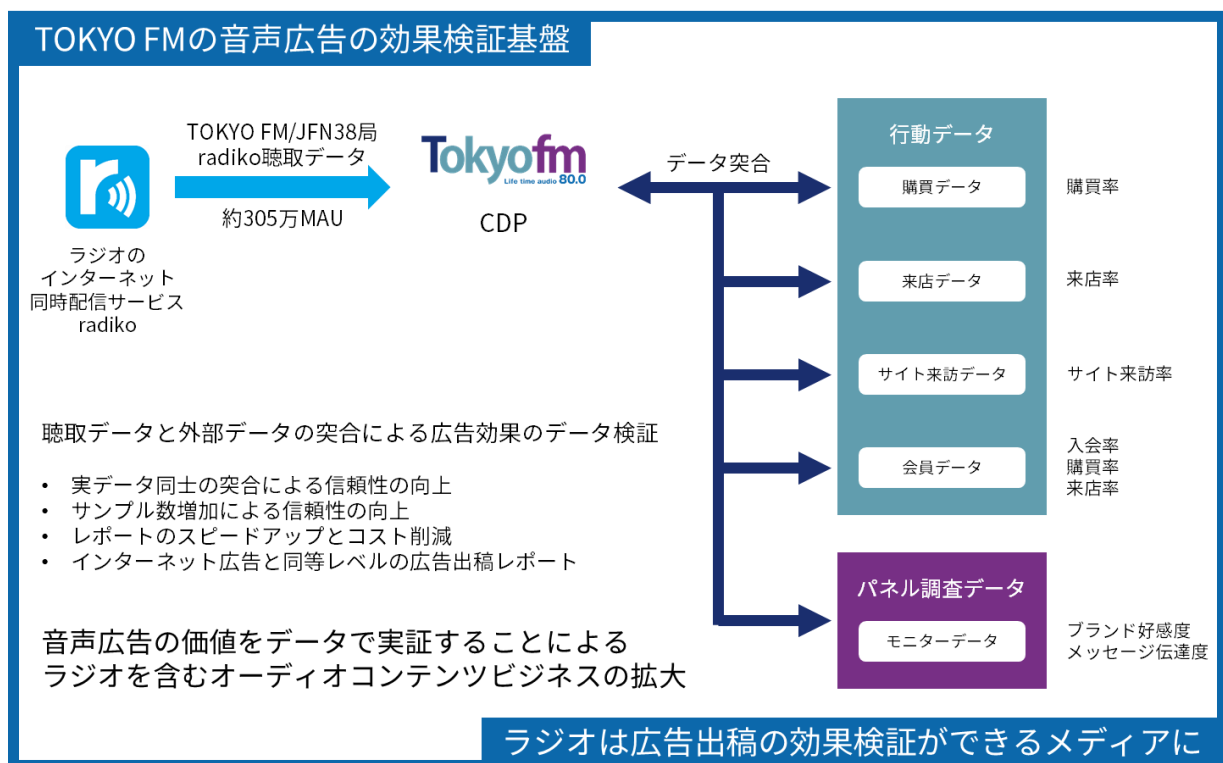 TOKYO FMの音声広告の効果検証基盤
TOKYO FM/JFN38局
radiko聴取データ
約305万MAU
ラジオの
インターネット
同時配信サービス
radiko
Tokyofm
Life time audio 80.0
CDP
データ突合
行動データ
購買データ
購買率
来店データ
来店率
サイト来訪データ
サイト来訪率
会員データ
入会率
購買率
来店率
パネル調査データ
モニターデータ
ブランド好感度
メッセージ伝達度
聴取データと外部データの突合による広告効果のデータ検証
• 実データ同士の突合による信頼性の向上
• サンプル数増加による信頼性の向上
• レポートのスピードアップとコスト削減
• インターネット広告と同等レベルの広告出稿レポート
音声広告の価値をデータで実証することによる
ラジオを含むオーディオコンテンツビジネスの拡大
ラジオは広告出稿の効果検証ができるメディアに